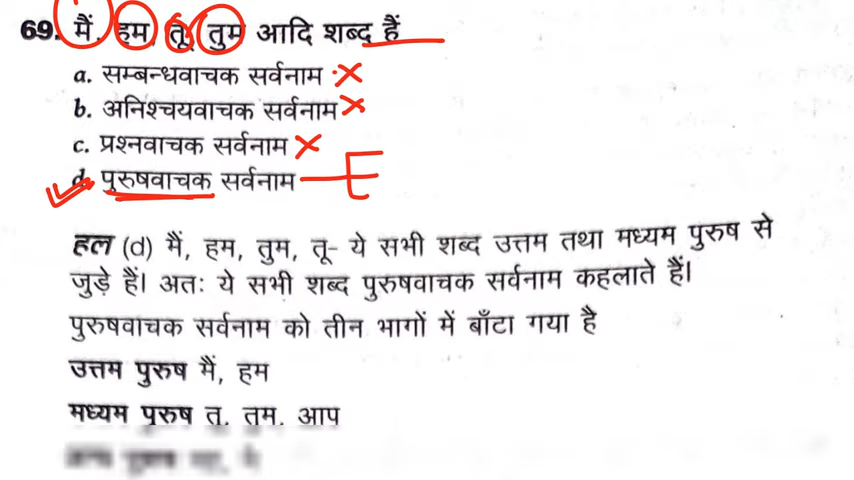 69. मैं, हम, तू, तुम आदि शब्द हैं
a. सम्बन्धवाचक सर्वनाम
b. अनिश्चयवाचक सर्वनाम
c. प्रश्नवाचक सर्वनाम
d. पुरुषवाचक सर्वनाम
हल (d) मैं, हम, तुम, तू- ये सभी शब्द उत्तम तथा मध्यम पुरुष से
जुड़े हैं। अतः ये सभी शब्द पुरुषवाचक सर्वनाम कहलाते हैं।
पुरुषवाचक सर्वनाम को तीन भागों में बाँटा गया है
उत्तम पुरुष मैं, हम
मध्यम पुरुष तू, तुम, आप